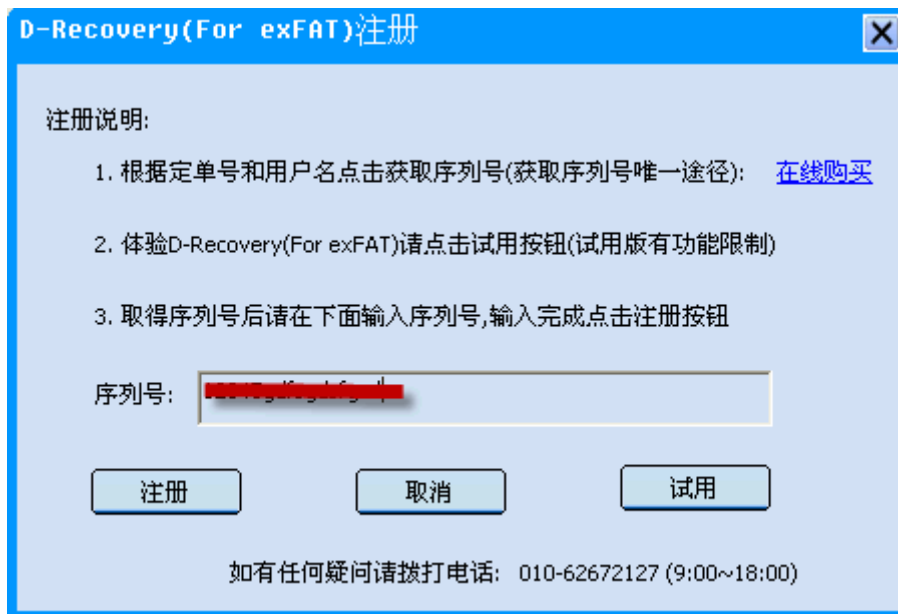 D-Recovery(For exFAT)注册
注册说明:
1. 根据定单号和用户名点击获取序列号(获取序列号唯一途径): 在线购买
2. 体验D-Recovery(For exFAT)请点击试用按钮(试用版有功能限制)
3. 取得序列号后请在下面输入序列号,输入完成点击注册按钮
序列号:
注册 取消 试用
如有任何疑问请拨打电话: 010-62672127 (9:00~18:00)